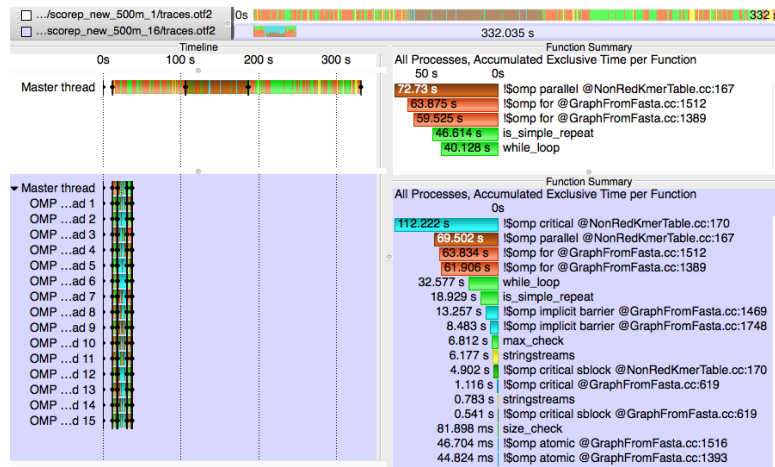 .../scorep_new_500m_1/traces.otf2 0s 332 s
...scorep_new_500m_16/traces.otf2 332.035 s
Timeline
0s 100 s 200 s 300 s
Master thread
Function Summary
All Processes, Accumulated Exclusive Time per Function
50 s 0s
72.73 s !$omp parallel @NonRedKmerTable.cc:167
63.875 s !$omp for @GraphFromFasta.cc:1512
59.525 s !$omp for @GraphFromFasta.cc:1389
46.614 s is_simple_repeat
40.128 s while_loop
Master thread
OMP ...ad 1
OMP ...ad 2
OMP ...ad 3
OMP ...ad 4
OMP ...ad 5
OMP ...ad 6
OMP ...ad 7
OMP ...ad 8
OMP ...ad 9
OMP ...d 10
OMP ...d 11
OMP ...d 12
OMP ...d 13
OMP ...d 14
OMP ...d 15
Function Summary
All Processes, Accumulated Exclusive Time per Function
0s
112.222 s !$omp critical @NonRedKmerTable.cc:170
69.502 s !$omp parallel @NonRedKmerTable.cc:167
63.834 s !$omp for @GraphFromFasta.cc:1512
61.906 s !$omp for @GraphFromFasta.cc:1389
32.577 s while_loop
18.929 s is_simple_repeat
13.257 s !$omp implicit barrier @GraphFromFasta.cc:1469
8.483 s !$omp implicit barrier @GraphFromFasta.cc:1748
6.812 s max_check
6.177 s stringstreams
4.902 s !$omp critical sblock @NonRedKmerTable.cc:170
1.116 s !$omp critical @GraphFromFasta.cc:619
0.783 s stringstreams
0.541 s !$omp critical sblock @GraphFromFasta.cc:619
81.898 ms size_check
46.704 ms !$omp atomic @GraphFromFasta.cc:1516
44.824 ms !$omp atomic @GraphFromFasta.cc:1393